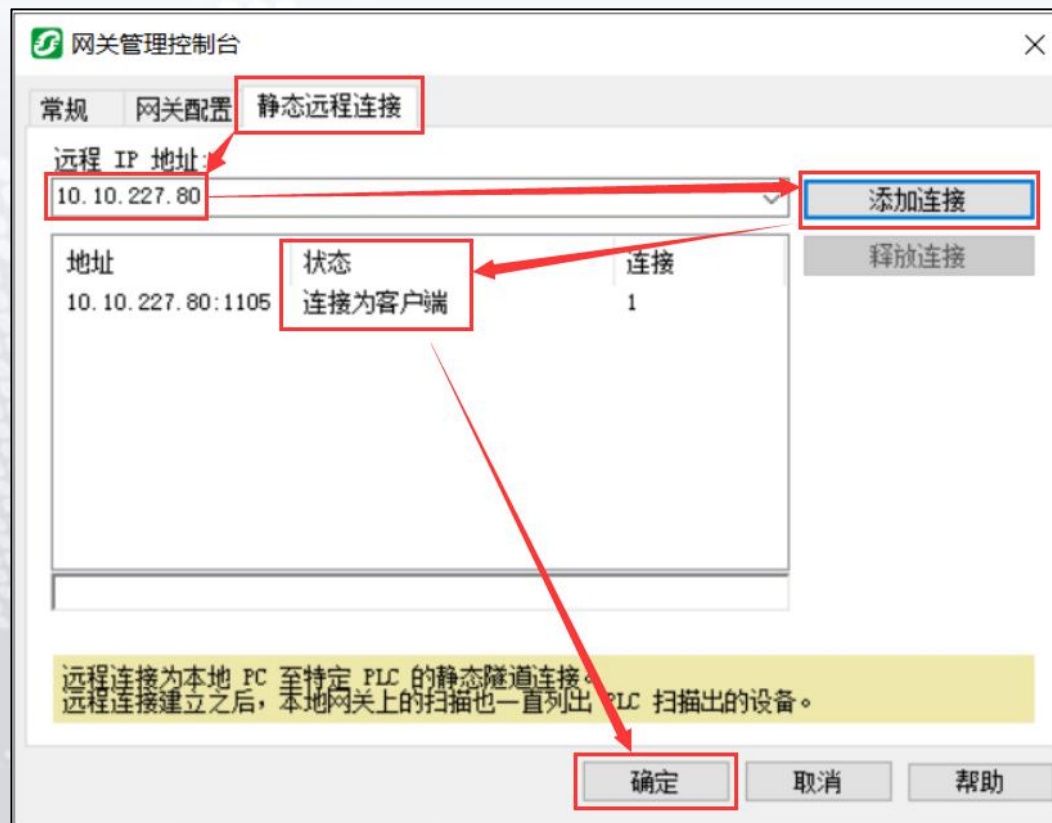 网关管理控制台
常规 网关配置 静态远程连接
远程 IP 地址:
10.10.227.80
添加连接
释放连接
地址 状态 连接
10.10.227.80:1105 连接为客户端 1
远程连接为本地 PC 至特定 PLC 的静态隧道连接。
远程连接建立之后，本地网关上的扫描也一直列出 PLC 扫描出的设备。
确定 取消 帮助